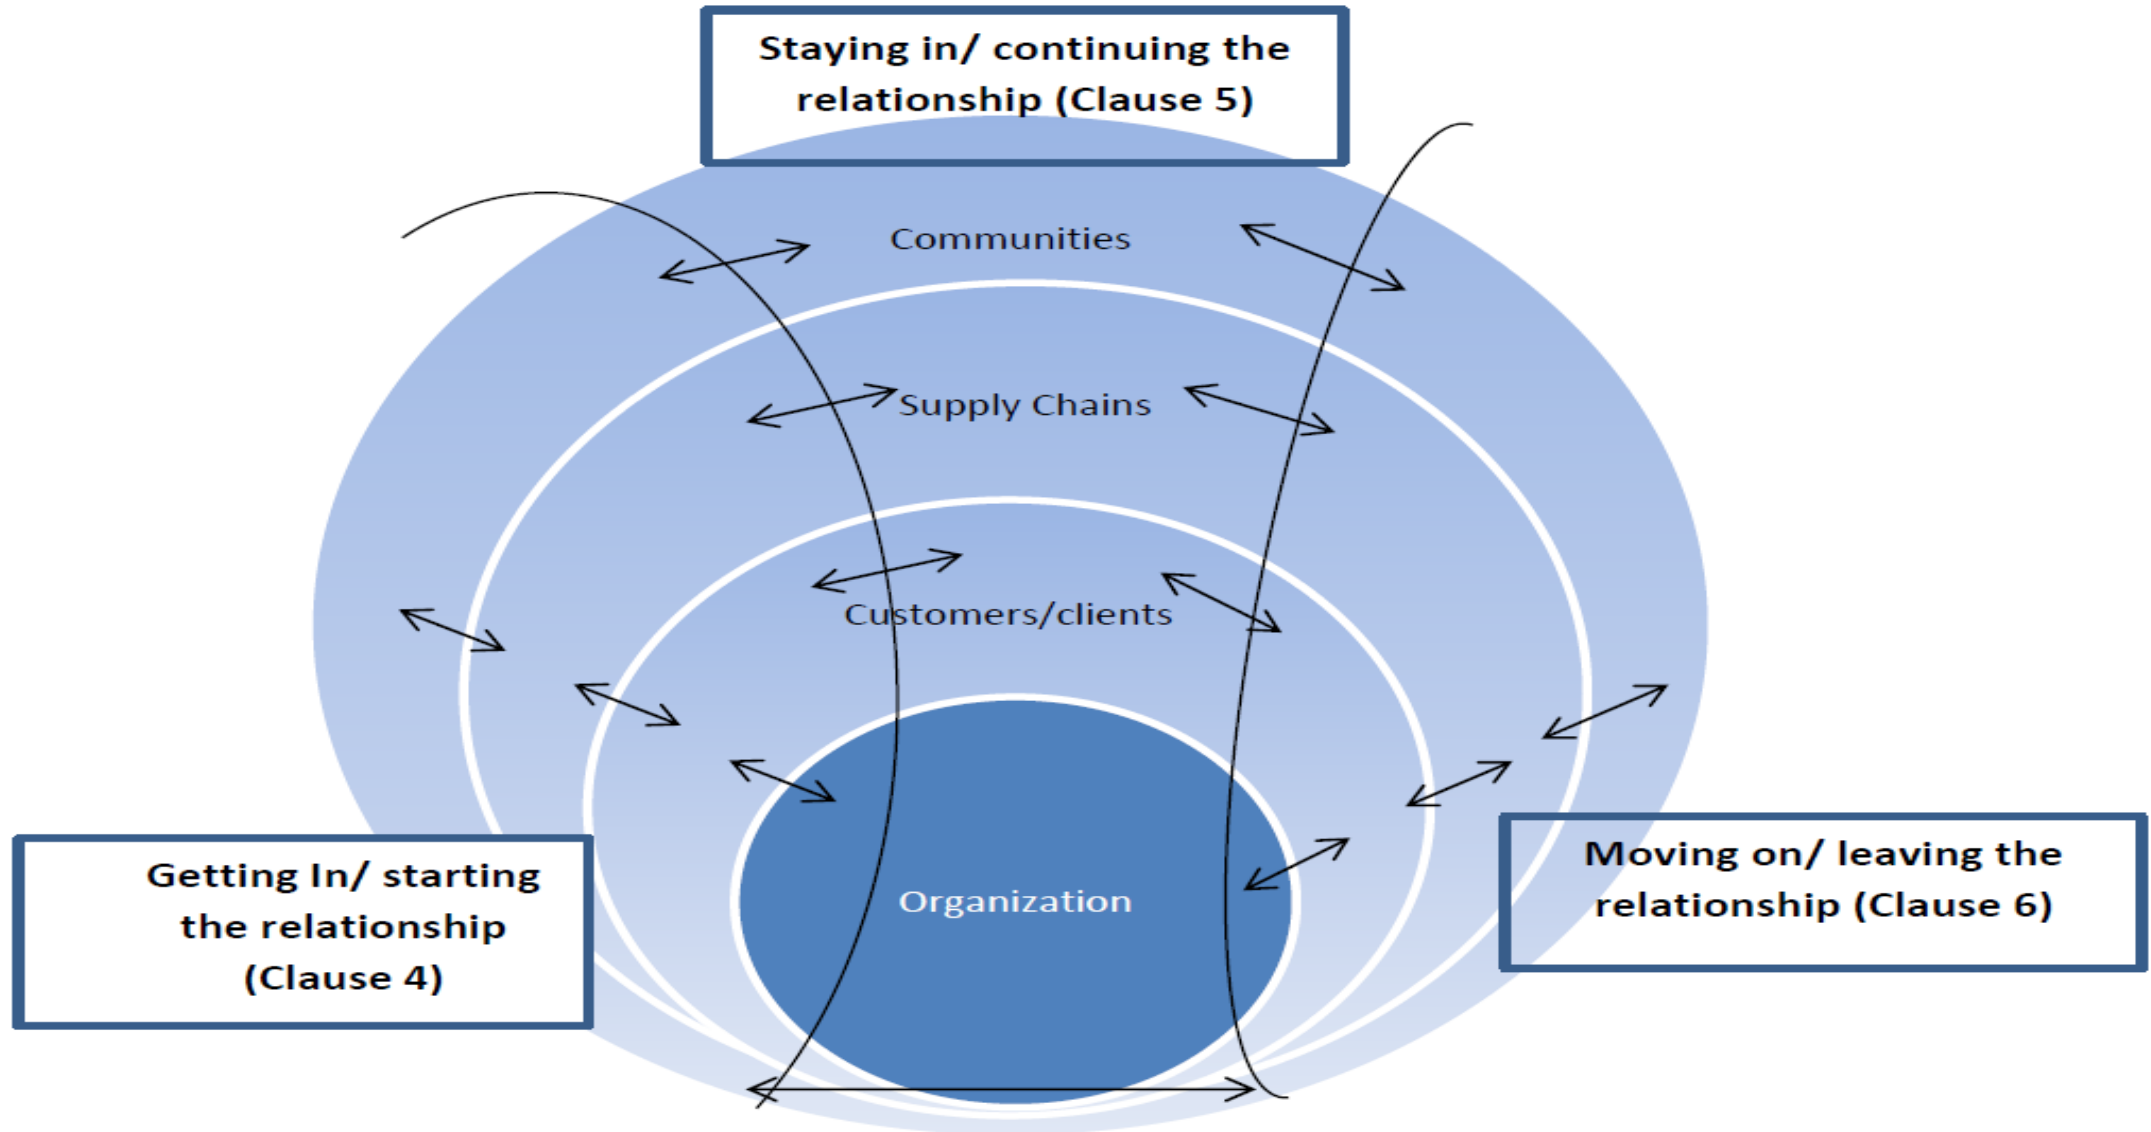 Staying in/ continuing the
relationship (Clause 5)
Communities
Supply Chains
Customers/clients
Getting In/ starting
the relationship
(Clause 4)
Organization
Moving on/ leaving the
relationship (Clause 6)